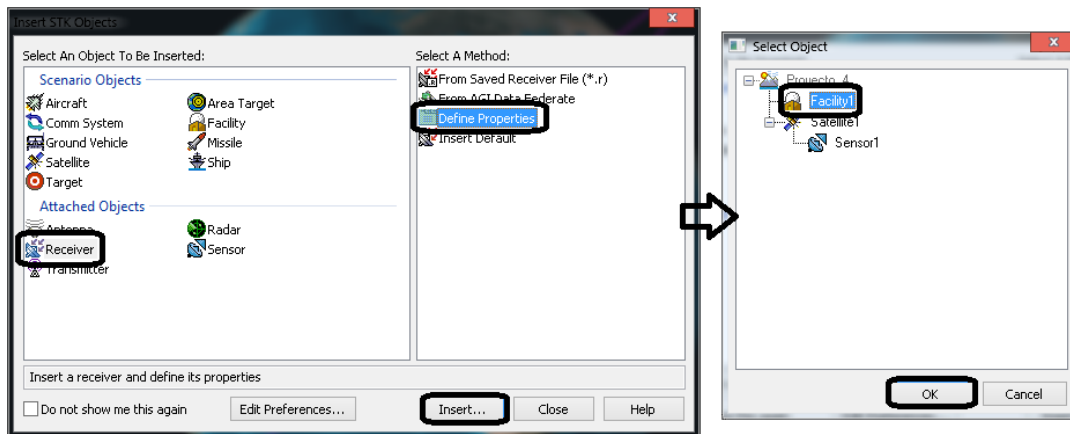 Insert STK Objects
Select An Object To Be Inserted:
Scenario Objects
Aircraft
Area Target
Comm System
Facility
Ground Vehicle
Missile
Satellite
Ship
Target
Attached Objects
Antenna
Radar
Receiver
Sensor
Transmitter
Select A Method:
From Saved Receiver File (*.r)
From AGI Data Federate
Define Properties
Insert Default
Insert a receiver and define its properties
Do not show me this again
Edit Preferences...
Insert...
Close
Help
Select Object
Proyecto_4
Facility1
Satellite1
Sensor1
OK
Cancel